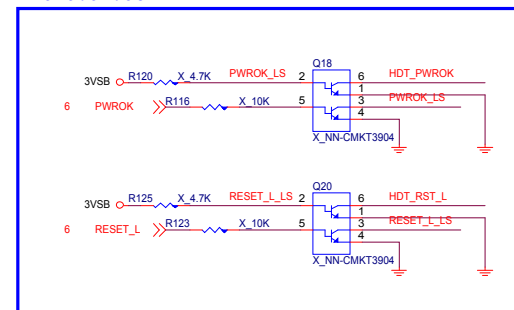 Q18
3VSB R120 X_4.7K PWROK_LS 2 6 HDT_PWROK
1
6 PWROK R116 X_10K 5 3 PWROK_LS
4
X_NN-CMKT3904
Q20
3VSB R125 X_4.7K RESET_L_LS 2 6 HDT_RST_L
1
6 RESET_L R123 X_10K 5 3 RESET_L_LS
4
X_NN-CMKT3904